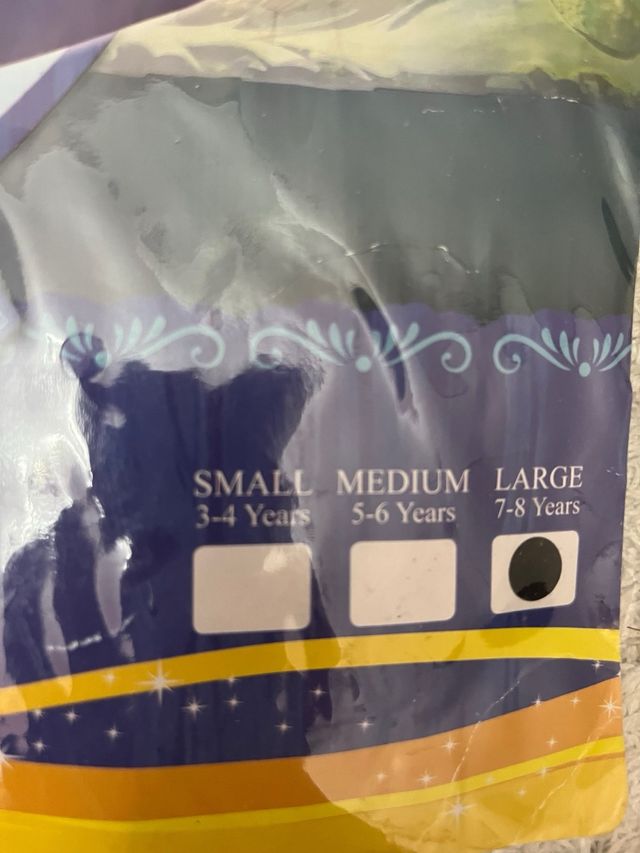 SMALL MEDIUM LARGE
3-4 Years 5-6 Years 7-8 Years